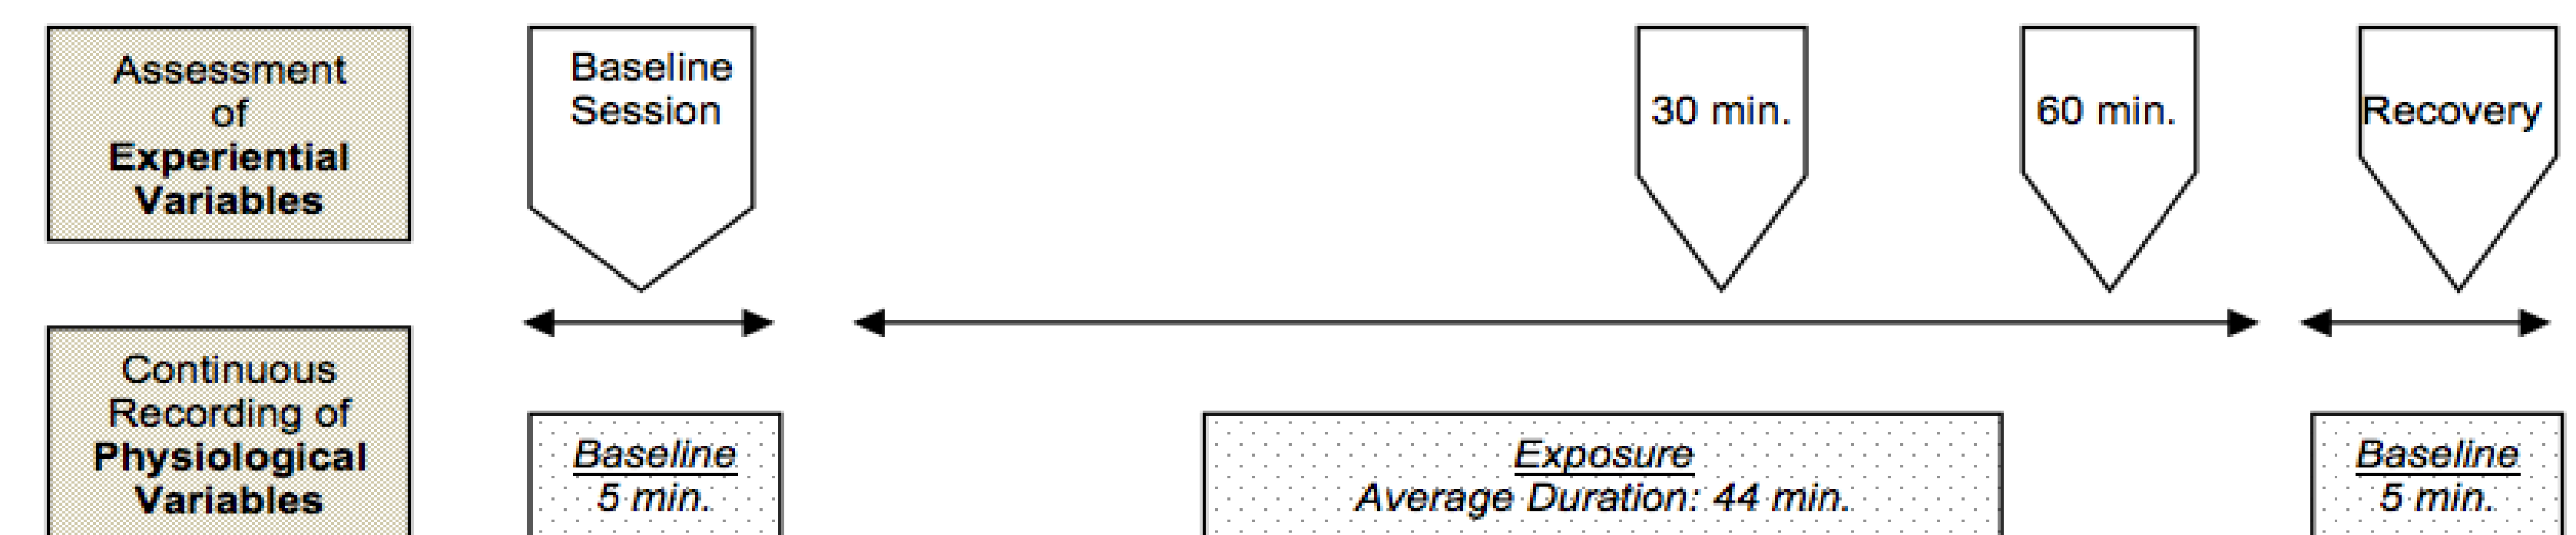 Assessment
of
Experiential
Variables
Baseline
Session
30 min.
60 min.
Recovery
Continuous
Recording of
Physiological
Variables
Baseline
5 min.
Exposure
Average Duration: 44 min.
Baseline
5 min.